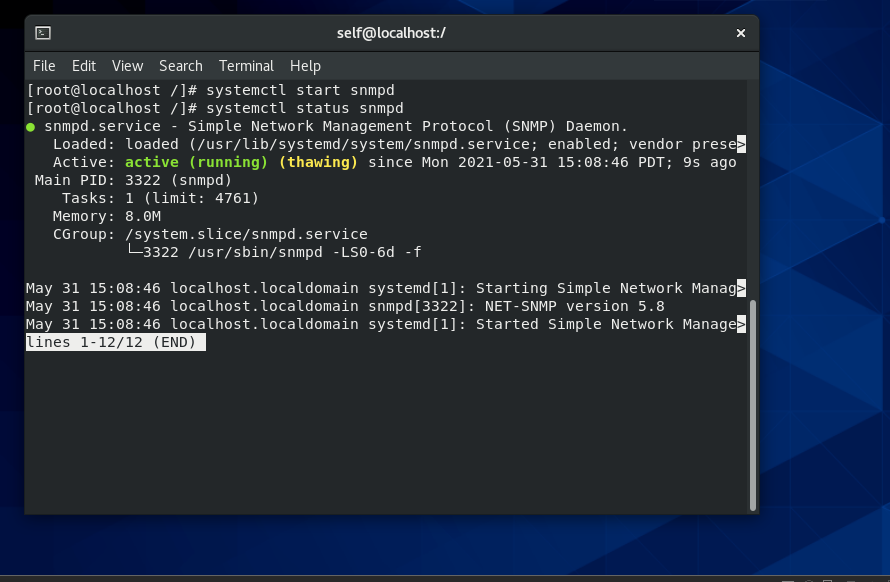 self@localhost:/
File Edit View Search Terminal Help
[root@localhost /]# systemctl start snmpd
[root@localhost /]# systemctl status snmpd
● snmpd.service - Simple Network Management Protocol (SNMP) Daemon.
   Loaded: loaded (/usr/lib/systemd/system/snmpd.service; enabled; vendor prese>
   Active: active (running) (thawing) since Mon 2021-05-31 15:08:46 PDT; 9s ago
 Main PID: 3322 (snmpd)
    Tasks: 1 (limit: 4761)
   Memory: 8.0M
   CGroup: /system.slice/snmpd.service
           └─3322 /usr/sbin/snmpd -LS0-6d -f
May 31 15:08:46 localhost.localdomain systemd[1]: Starting Simple Network Manag>
May 31 15:08:46 localhost.localdomain snmpd[3322]: NET-SNMP version 5.8
May 31 15:08:46 localhost.localdomain systemd[1]: Started Simple Network Manage>
lines 1-12/12 (END)